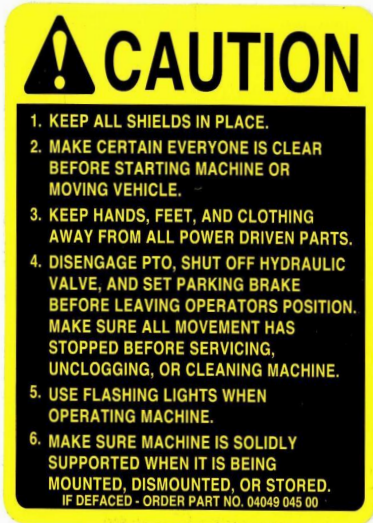 CAUTION
1. KEEP ALL SHIELDS IN PLACE.
2. MAKE CERTAIN EVERYONE IS CLEAR
BEFORE STARTING MACHINE OR
MOVING VEHICLE.
3. KEEP HANDS, FEET, AND CLOTHING
AWAY FROM ALL POWER DRIVEN PARTS.
4. DISENGAGE PTO, SHUT OFF HYDRAULIC
VALVE, AND SET PARKING BRAKE
BEFORE LEAVING OPERATORS POSITION.
MAKE SURE ALL MOVEMENT HAS
STOPPED BEFORE SERVICING,
UNCLOGGING, OR CLEANING MACHINE.
5. USE FLASHING LIGHTS WHEN
OPERATING MACHINE.
6. MAKE SURE MACHINE IS SOLIDLY
SUPPORTED WHEN IT IS BEING
MOUNTED, DISMOUNTED, OR STORED.
IF DEFACED - ORDER PART NO. 04049 045 00